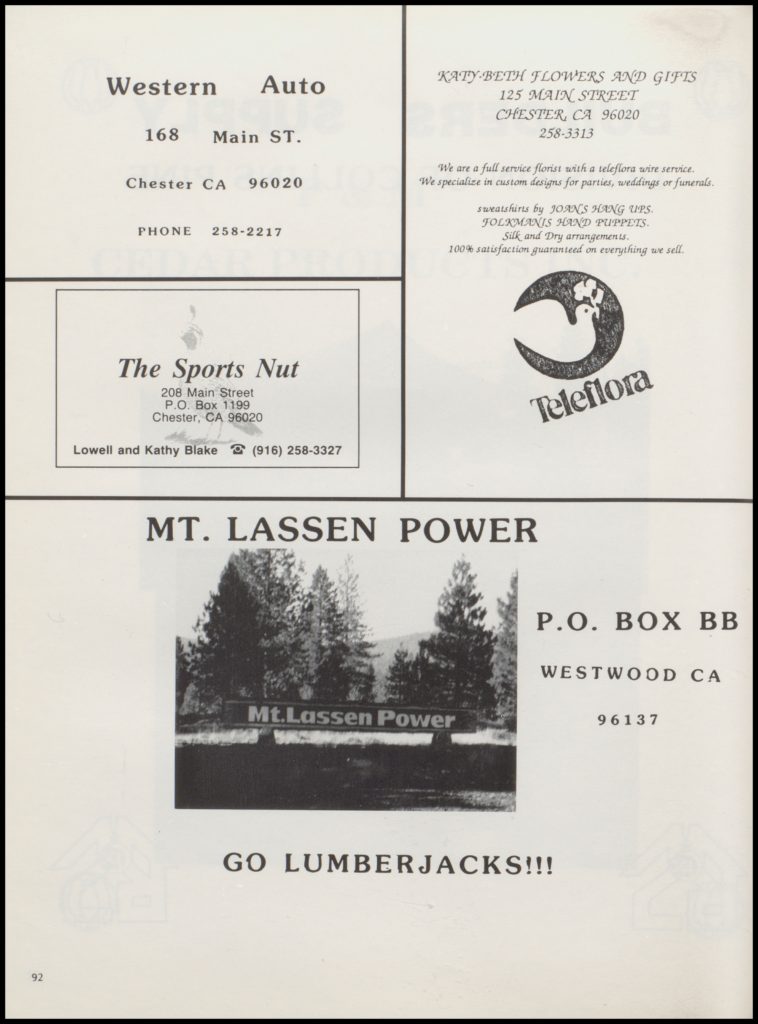 Western Auto
168 Main ST.
Chester CA 96020
PHONE 258-2217
KATY-BETH FLOWERS AND GIFTS
125 MAIN STREET
CHESTER, CA 96020
258-3313
We are a full service florist with a teleflora wire service.
We specialize in custom designs for parties, weddings or funerals.
sweatshirts by JOAN'S HANG UPS.
FOLKMANIS HAND PUPPETS.
Silk and Dry arrangements.
100% satisfaction guaranteed on everything we sell.
Teleflora
The Sports Nut
208 Main Street
P.O. Box 1199
Chester, CA 96020
Lowell and Kathy Blake ☎ (916) 258-3327
MT. LASSEN POWER
Mt.Lassen Power
P.O. BOX BB
WESTWOOD CA
96137
GO LUMBERJACKS!!!
92